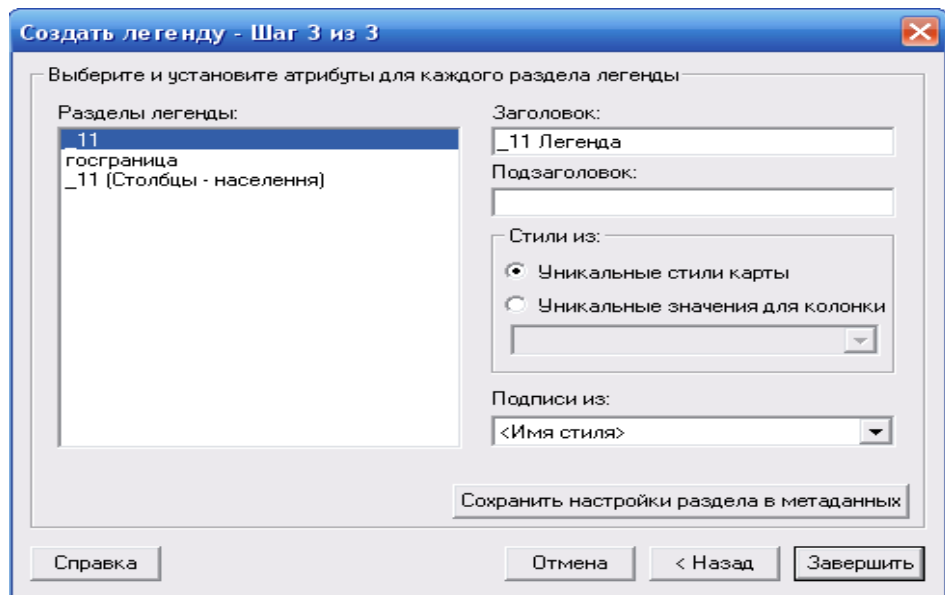 Создать легенду - Шаг 3 из 3
Выберите и установите атрибуты для каждого раздела легенды
Разделы легенды:
_11
госграница
_11 (Столбцы - населення)
Заголовок:
_11 Легенда
Подзаголовок:
Стили из:
Уникальные стили карты
Уникальные значения для колонки
Подписи из:
<Имя стиля>
Сохранить настройки раздела в метаданных
Справка
Отмена
< Назад
Завершить